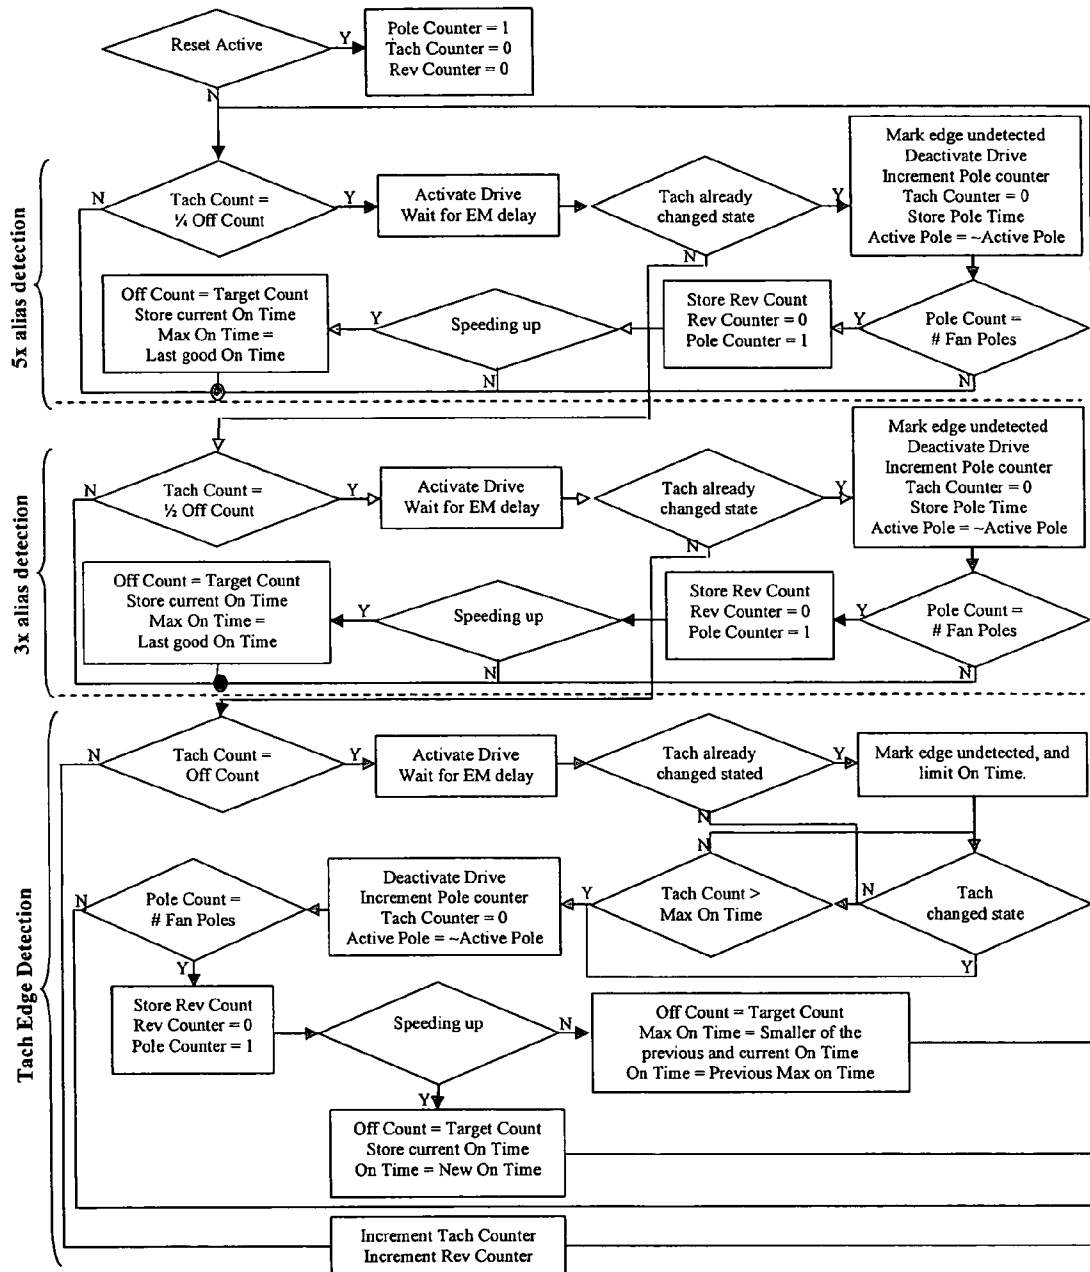 Reset Active
Y
Pole Counter = 1
Tach Counter = 0
Rev Counter = 0
N
5x alias detection
N
Tach Count =
¼ Off Count
Y
Activate Drive
Wait for EM delay
Tach already
changed state
Y
N
Mark edge undetected
Deactivate Drive
Increment Pole counter
Tach Counter = 0
Store Pole Time
Active Pole = ~Active Pole
Off Count = Target Count
Store current On Time
Max On Time =
Last good On Time
Y
Speeding up
N
Store Rev Count
Rev Counter = 0
Pole Counter = 1
Y
Pole Count =
# Fan Poles
N
3x alias detection
N
Tach Count =
½ Off Count
Y
Activate Drive
Wait for EM delay
Tach already
changed state
Y
N
Mark edge undetected
Deactivate Drive
Increment Pole counter
Tach Counter = 0
Store Pole Time
Active Pole = ~Active Pole
Off Count = Target Count
Store current On Time
Max On Time =
Last good On Time
Y
Speeding up
N
Store Rev Count
Rev Counter = 0
Pole Counter = 1
Y
Pole Count =
# Fan Poles
N
Tach Edge Detection
N
Tach Count =
Off Count
Y
Activate Drive
Wait for EM delay
Tach already
changed stated
Y
N
Mark edge undetected, and
limit On Time.
N
Pole Count =
# Fan Poles
Y
Deactivate Drive
Increment Pole counter
Tach Counter = 0
Active Pole = ~Active Pole
Y
N
Tach Count >
Max On Time
N
Tach
changed state
Y
Store Rev Count
Rev Counter = 0
Pole Counter = 1
Speeding up
N
Y
Off Count = Target Count
Max On Time = Smaller of the
previous and current On Time
On Time = Previous Max on Time
Off Count = Target Count
Store current On Time
On Time = New On Time
Increment Tach Counter
Increment Rev Counter